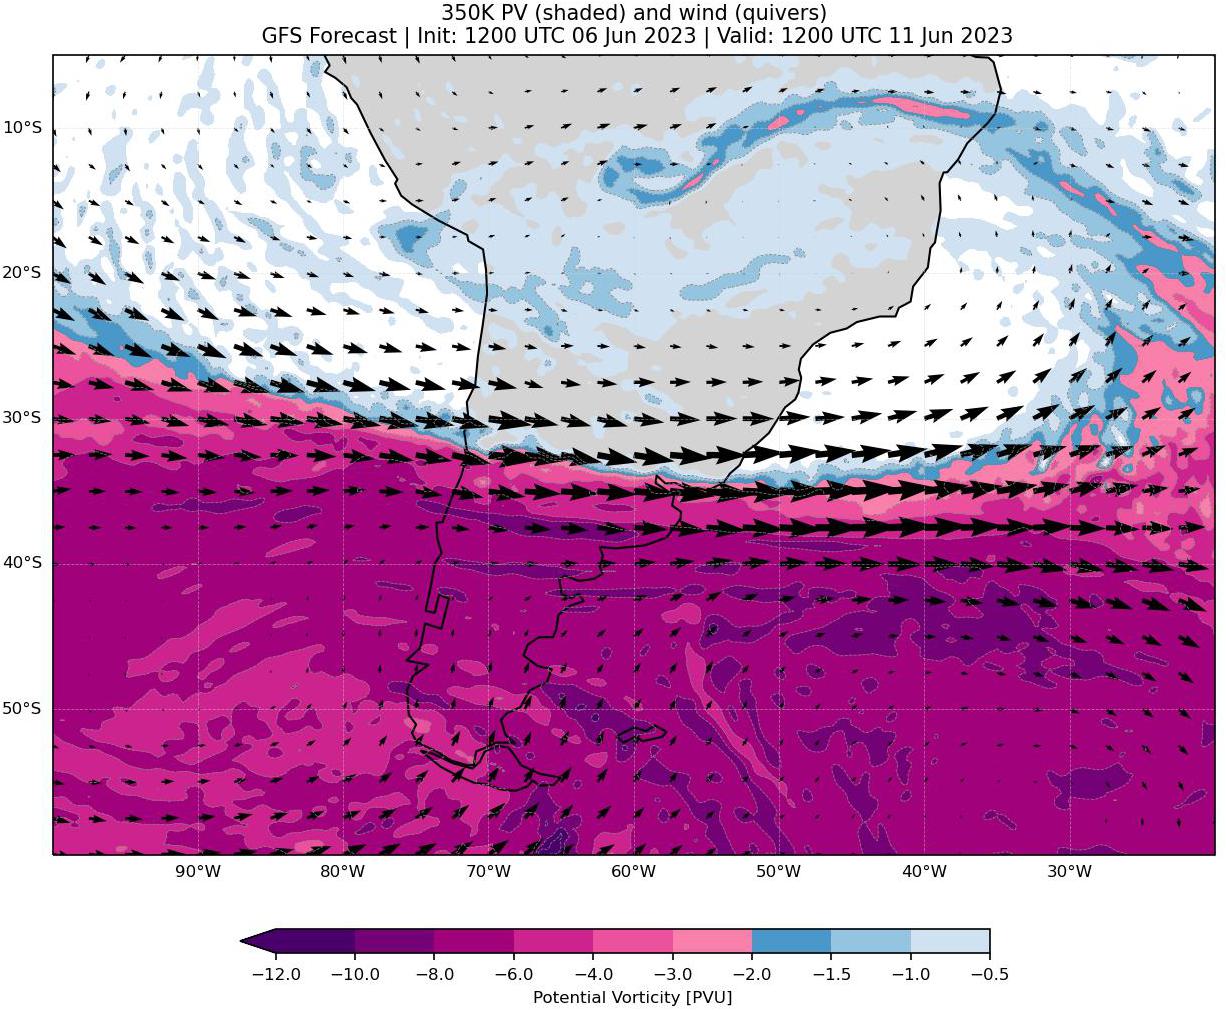 350K PV (shaded) and wind (quivers)
GFS Forecast | Init: 1200 UTC 06 Jun 2023 | Valid: 1200 UTC 11 Jun 2023
10°S
20°S
30°S
40°S
50°S
90°W 80°W 70°W 60°W 50°W 40°W 30°W
−12.0 −10.0 −8.0 −6.0 −4.0 −3.0 −2.0 −1.5 −1.0 −0.5
Potential Vorticity [PVU]